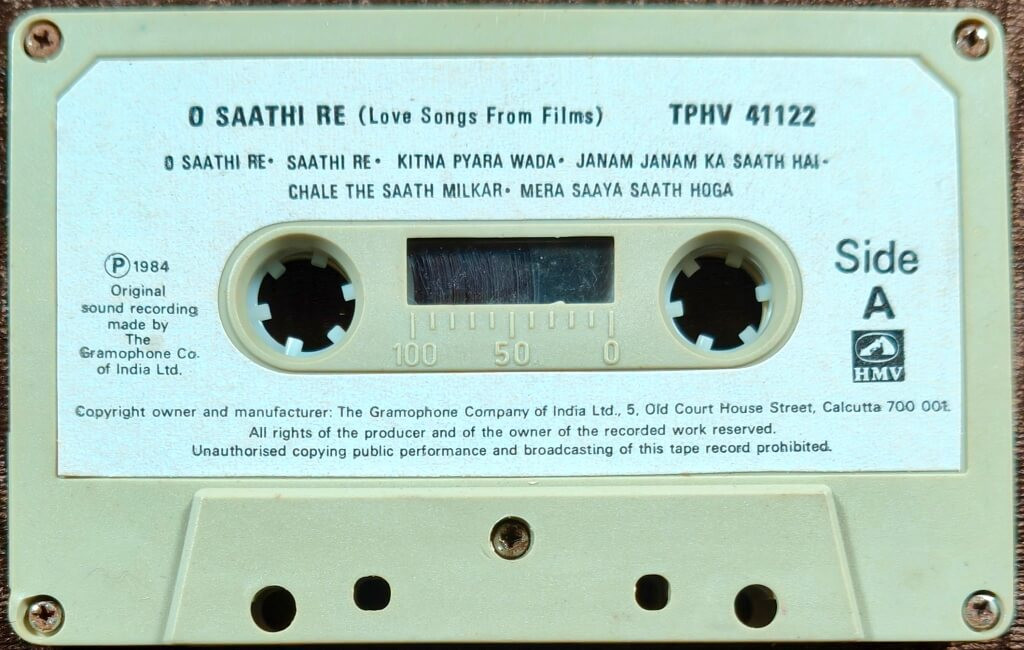 O SAATHI RE (Love Songs From Films) TPHV 41122
O SAATHI RE• SAATHI RE• KITNA PYARA WADA• JANAM JANAM KA SAATH HAI•
CHALE THE SAATH MILKAR• MERA SAAYA SAATH HOGA
Ⓟ 1984
Original
sound recording
made by
The
Gramophone Co.
of India Ltd.
100 50 0
Side
A
HMV
Copyright owner and manufacturer: The Gramophone Company of India Ltd., 5, Old Court House Street, Calcutta 700 001.
All rights of the producer and of the owner of the recorded work reserved.
Unauthorised copying public performance and broadcasting of this tape record prohibited.